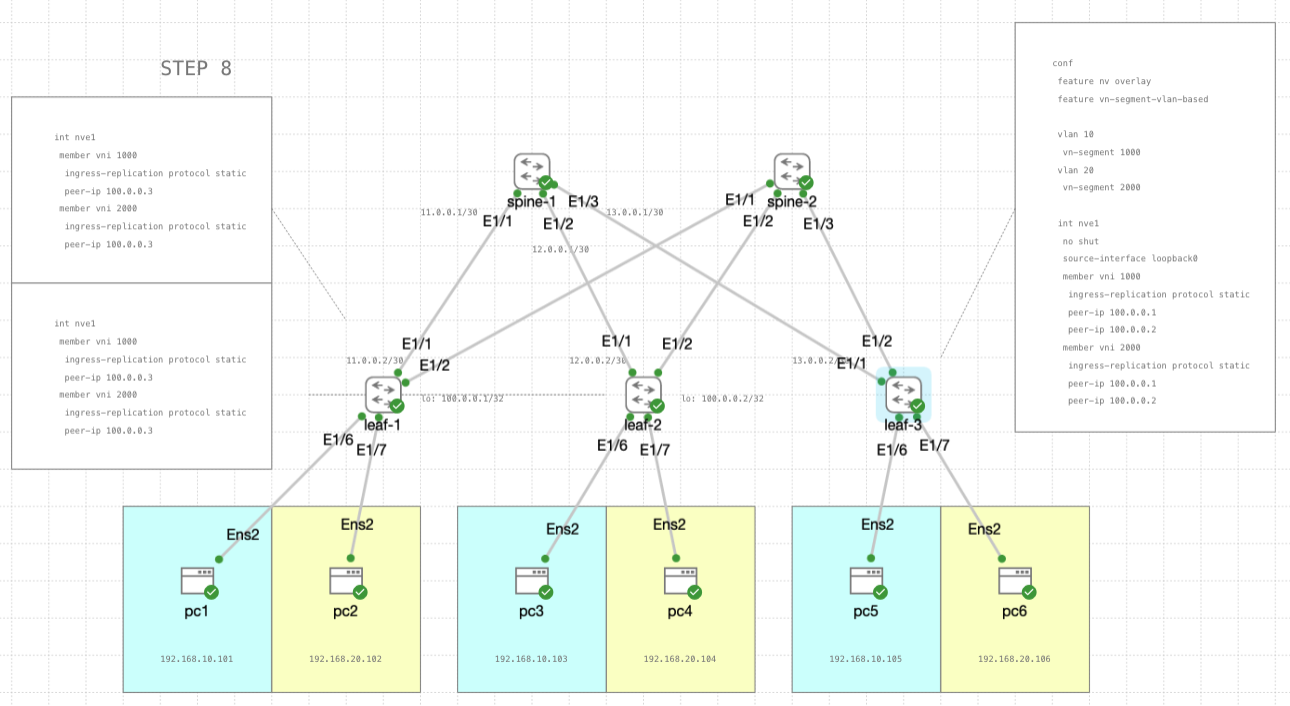 STEP 8
int nve1
member vni 1000
ingress-replication protocol static
peer-ip 100.0.0.3
member vni 2000
ingress-replication protocol static
peer-ip 100.0.0.3
int nve1
member vni 1000
ingress-replication protocol static
peer-ip 100.0.0.3
member vni 2000
ingress-replication protocol static
peer-ip 100.0.0.3
conf
feature nv overlay
feature vn-segment-vlan-based
vlan 10
vn-segment 1000
vlan 20
vn-segment 2000
int nve1
no shut
source-interface loopback0
member vni 1000
ingress-replication protocol static
peer-ip 100.0.0.1
peer-ip 100.0.0.2
member vni 2000
ingress-replication protocol static
peer-ip 100.0.0.1
peer-ip 100.0.0.2
spine-1
E1/1
E1/2
E1/3
11.0.0.1/30
12.0.0.1/30
13.0.0.1/30
spine-2
E1/1
E1/2
E1/3
E1/1
E1/2
11.0.0.2/30
leaf-1
lo: 100.0.0.1/32
E1/6
E1/7
E1/1
E1/2
12.0.0.2/30
leaf-2
lo: 100.0.0.2/32
E1/6
E1/7
E1/2
E1/1
leaf-3
E1/6
E1/7
Ens2
pc1
192.168.10.101
Ens2
pc2
192.168.20.102
Ens2
pc3
192.168.10.103
Ens2
pc4
192.168.20.104
Ens2
pc5
192.168.10.105
Ens2
pc6
192.168.20.106